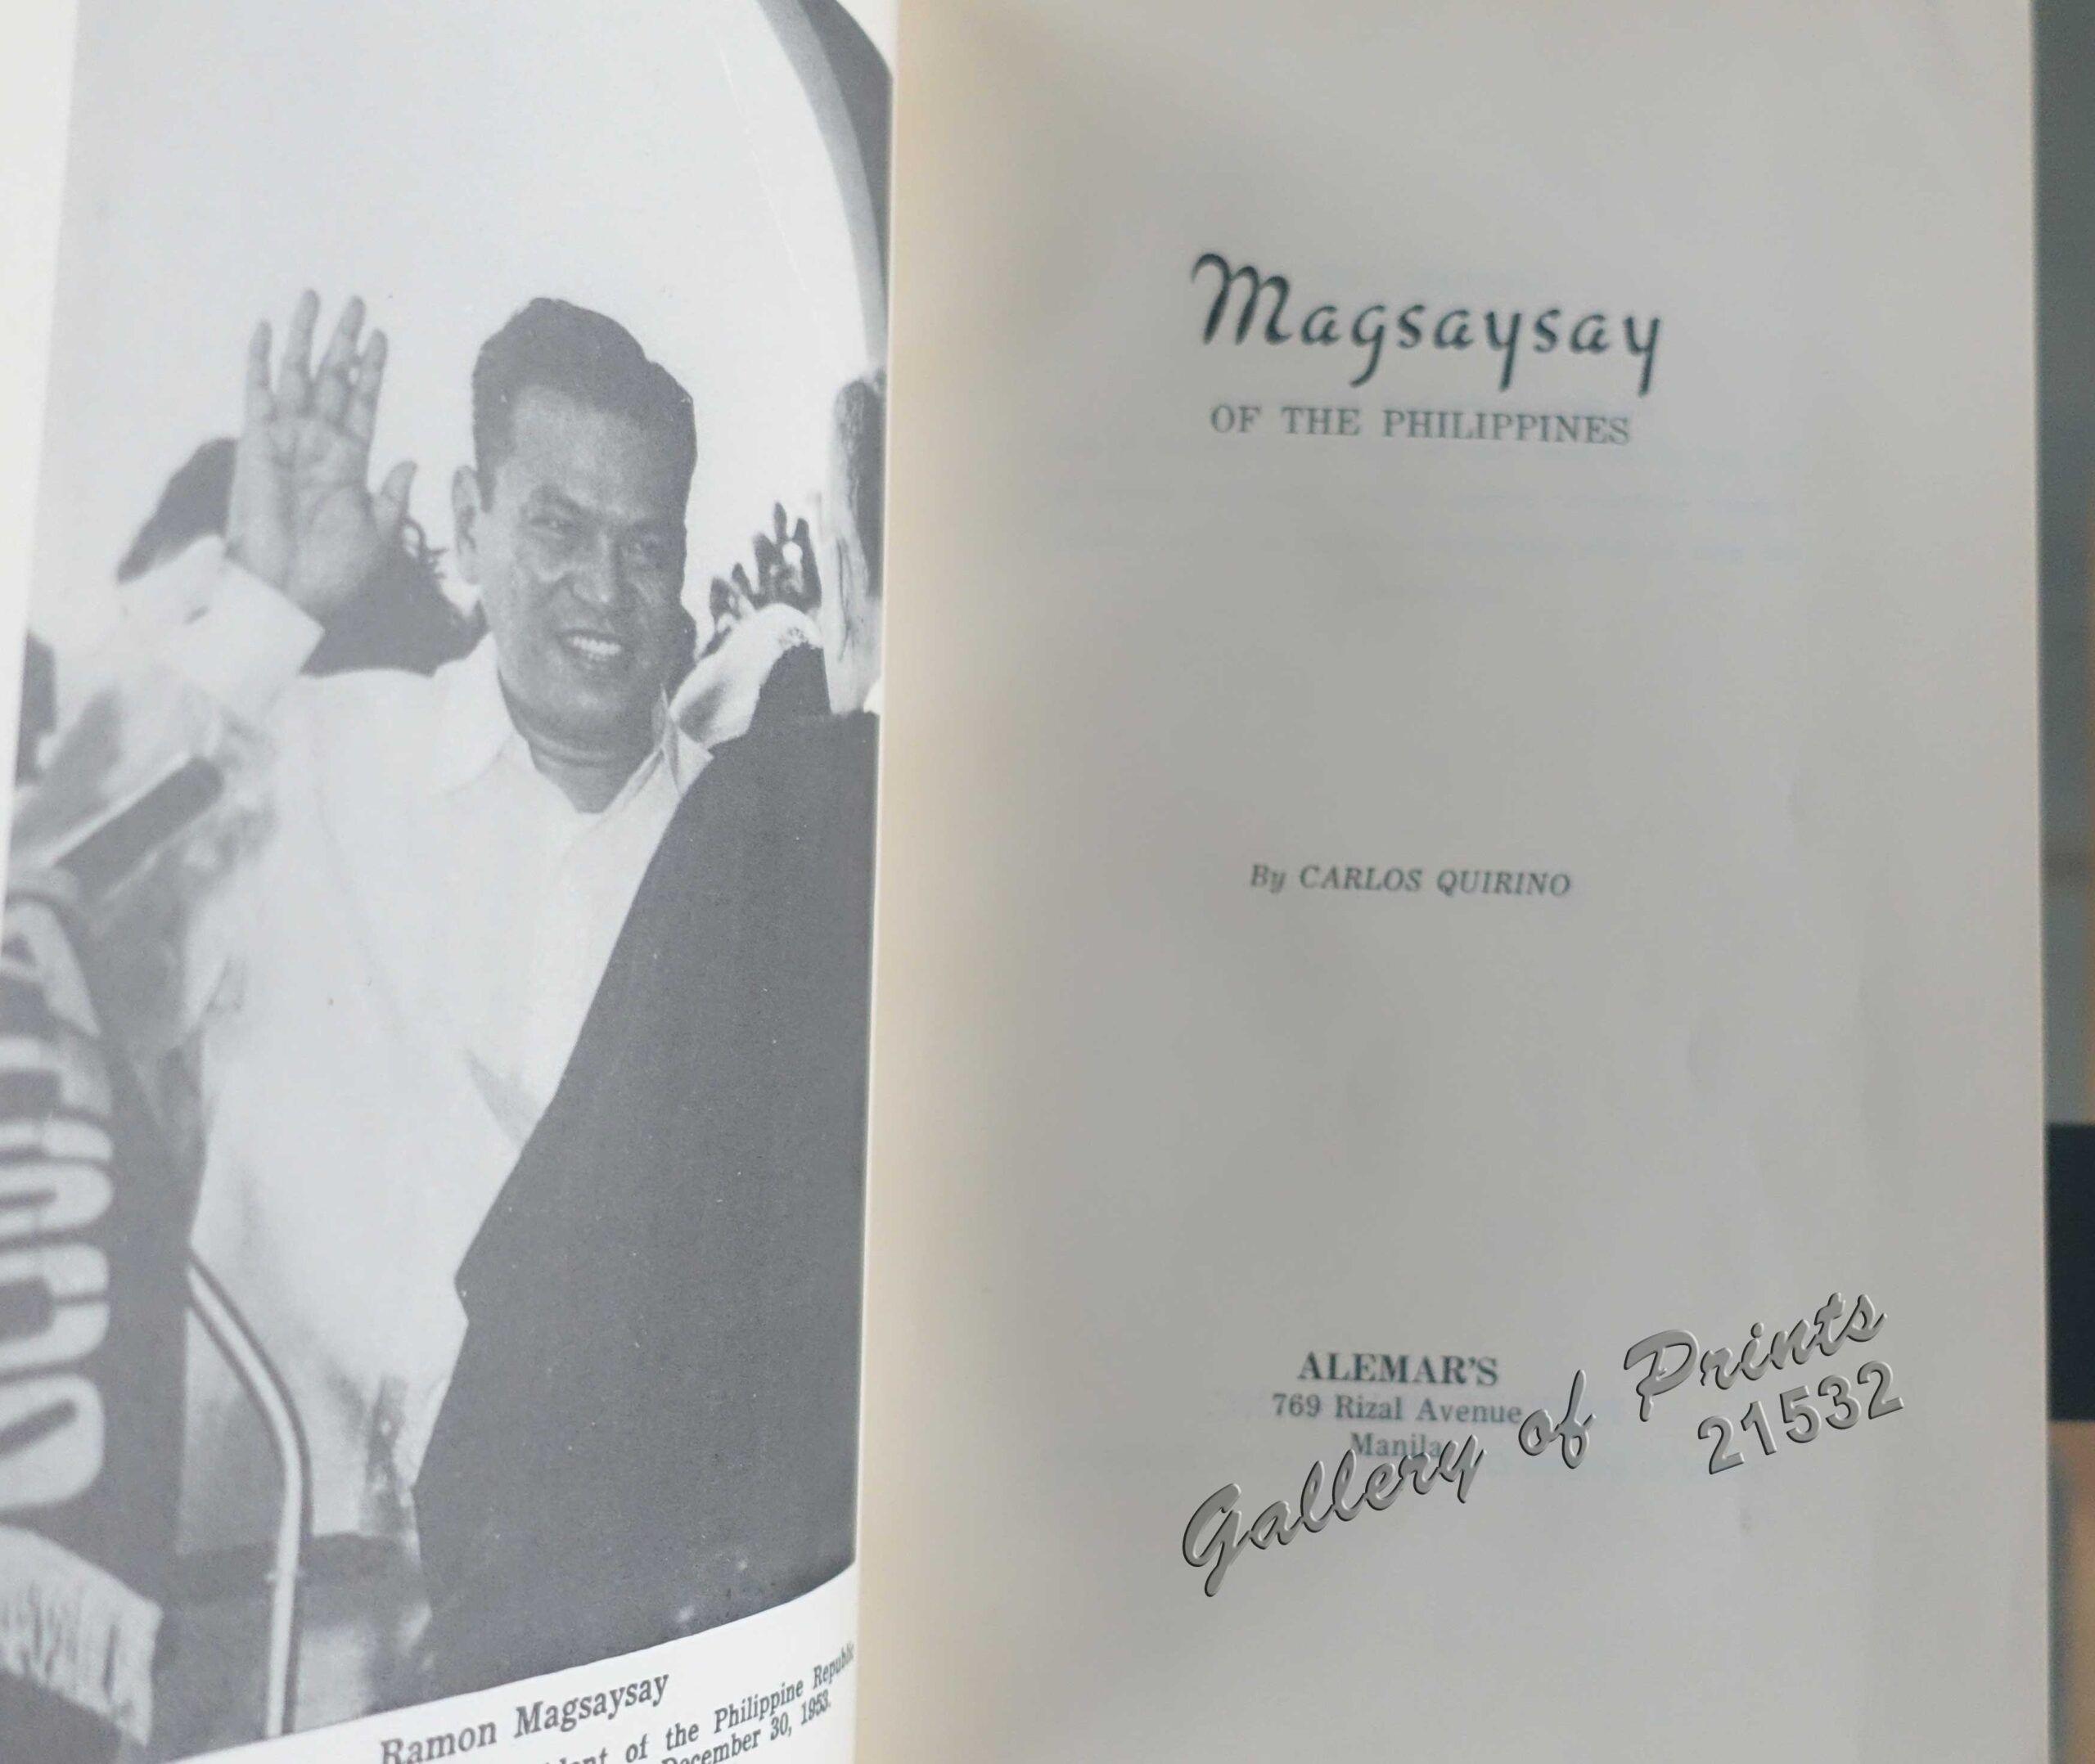 Ramon Magsaysay
of the Philippine Republic
December 30, 1953.
Magsaysay
OF THE PHILIPPINES
By CARLOS QUIRINO
ALEMAR'S
769 Rizal Avenue
Manila
Gallery of Prints
21532